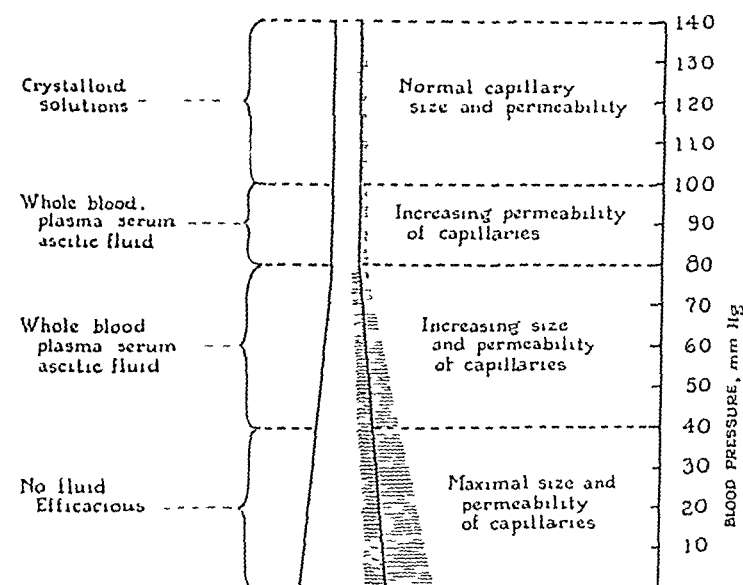 Crystalloid
solutions
Whole blood.
plasma serum
ascitic fluid
Whole blood
plasma serum
ascitic fluid
No fluid
Efficacious
Normal capillary
size and permeability
Increasing permeability
of capillaries
Increasing size
and permeability
of capillaries
Maximal size and
permeability
of capillaries
140
130
120
110
100
90
80
70
60
50
40
30
20
10
BLOOD PRESSURE, mm Hg